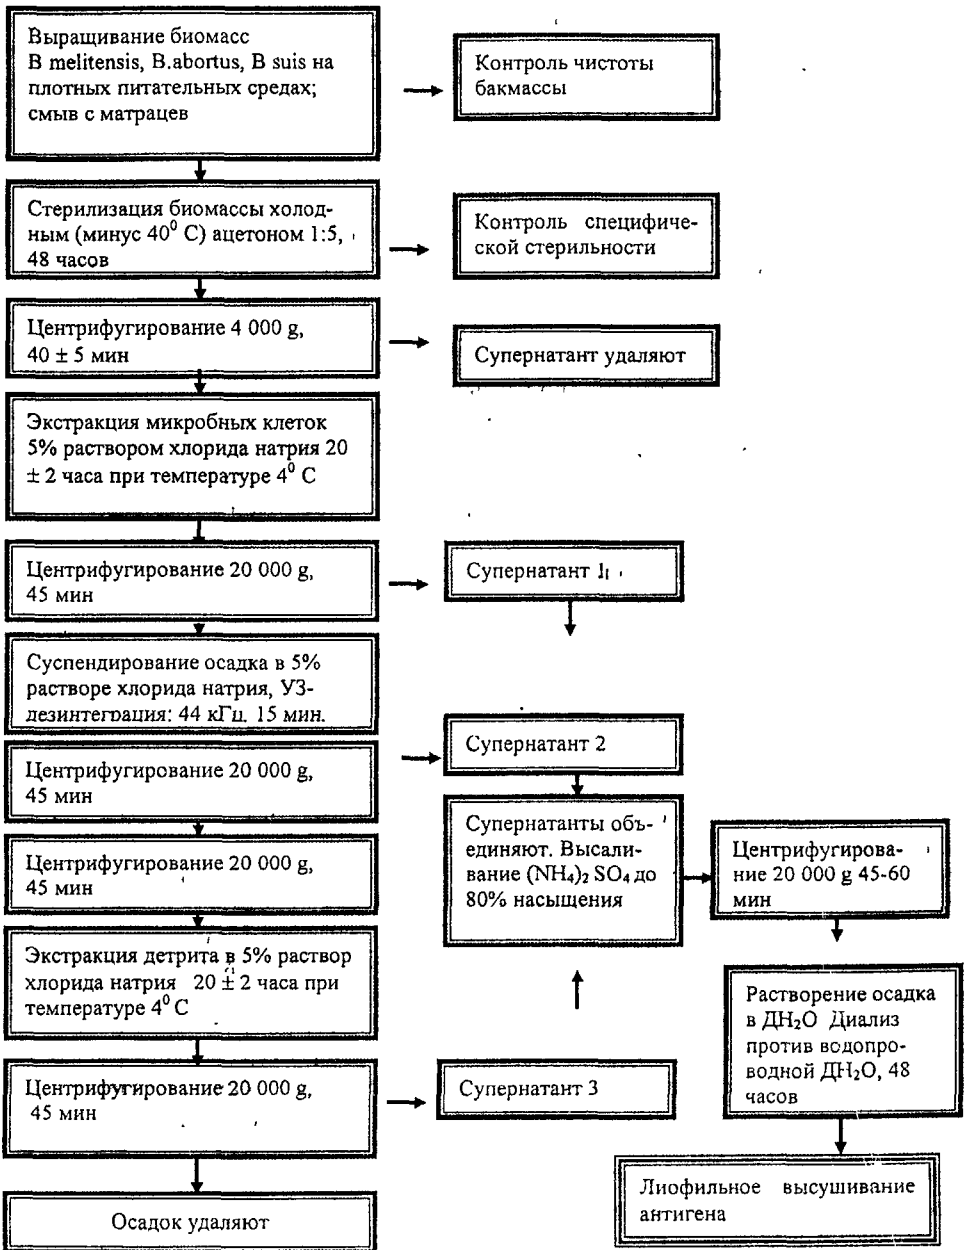 Выращивание биомасс
B melitensis, B.abortus, B suis на
плотных питательных средах;
смыв с матрацев
Контроль чистоты
бакмассы
Стерилизация биомассы холод-
ным (минус 40⁰ С) ацетоном 1:5,
48 часов
Контроль специфиче-
ской стерильности
Центрифугирование 4 000 g,
40 ± 5 мин
Супернатант удаляют
Экстракция микробных клеток
5% раствором хлорида натрия 20
± 2 часа при температуре 4⁰ С
Центрифугирование 20 000 g,
45 мин
Супернатант 1
Суспендирование осадка в 5%
растворе хлорида натрия, УЗ-
дезинтеграция: 44 кГц. 15 мин.
Центрифугирование 20 000 g,
45 мин
Супернатант 2
Супернатанты объ-
единяют. Высали-
вание (NH₄)₂ SO₄ до
80% насыщения
Центрифугирова-
ние 20 000 g 45-60
мин
Центрифугирование 20 000 g,
45 мин
Экстракция детрита в 5% раствор
хлорида натрия 20 ± 2 часа при
температуре 4⁰ С
Растворение осадка
в ДН₂О Диализ
против водопро-
водной ДН₂О, 48
часов
Центрифугирование 20 000 g,
45 мин
Супернатант 3
Осадок удаляют
Лиофильное высушивание
антигена